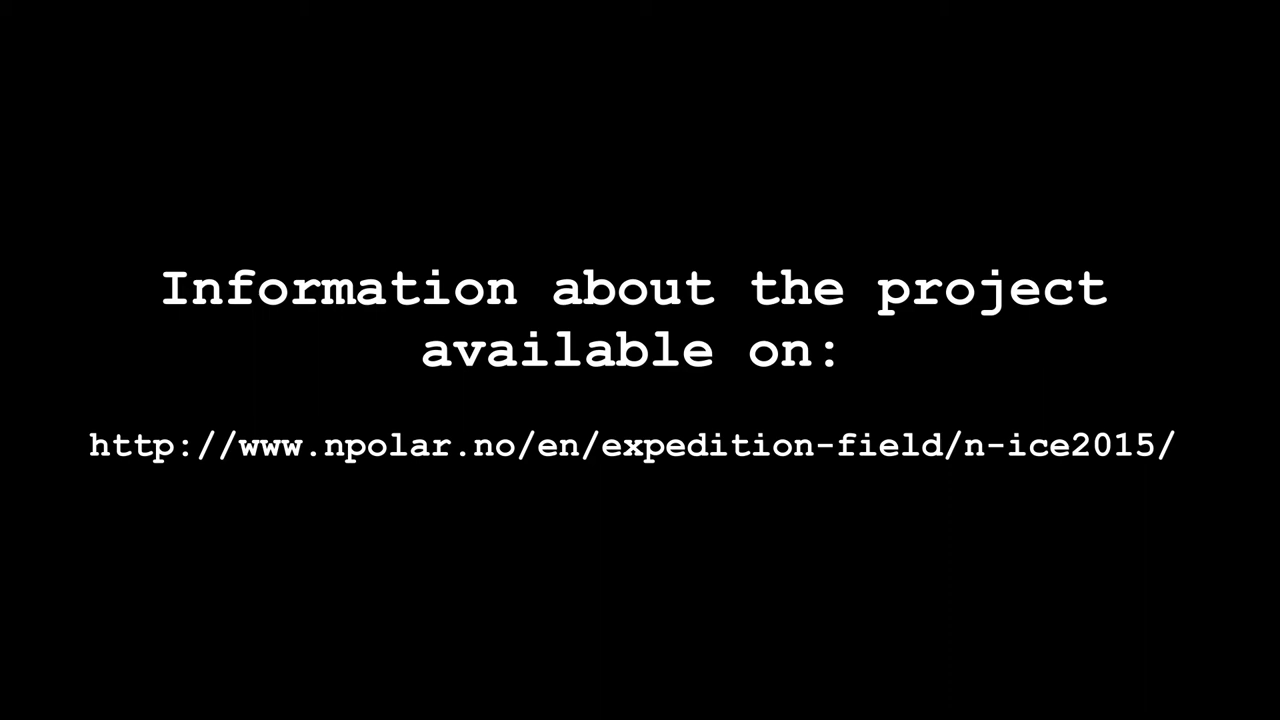 Information about the project
available on:
http://www.npolar.no/en/expedition-field/n-ice2015/